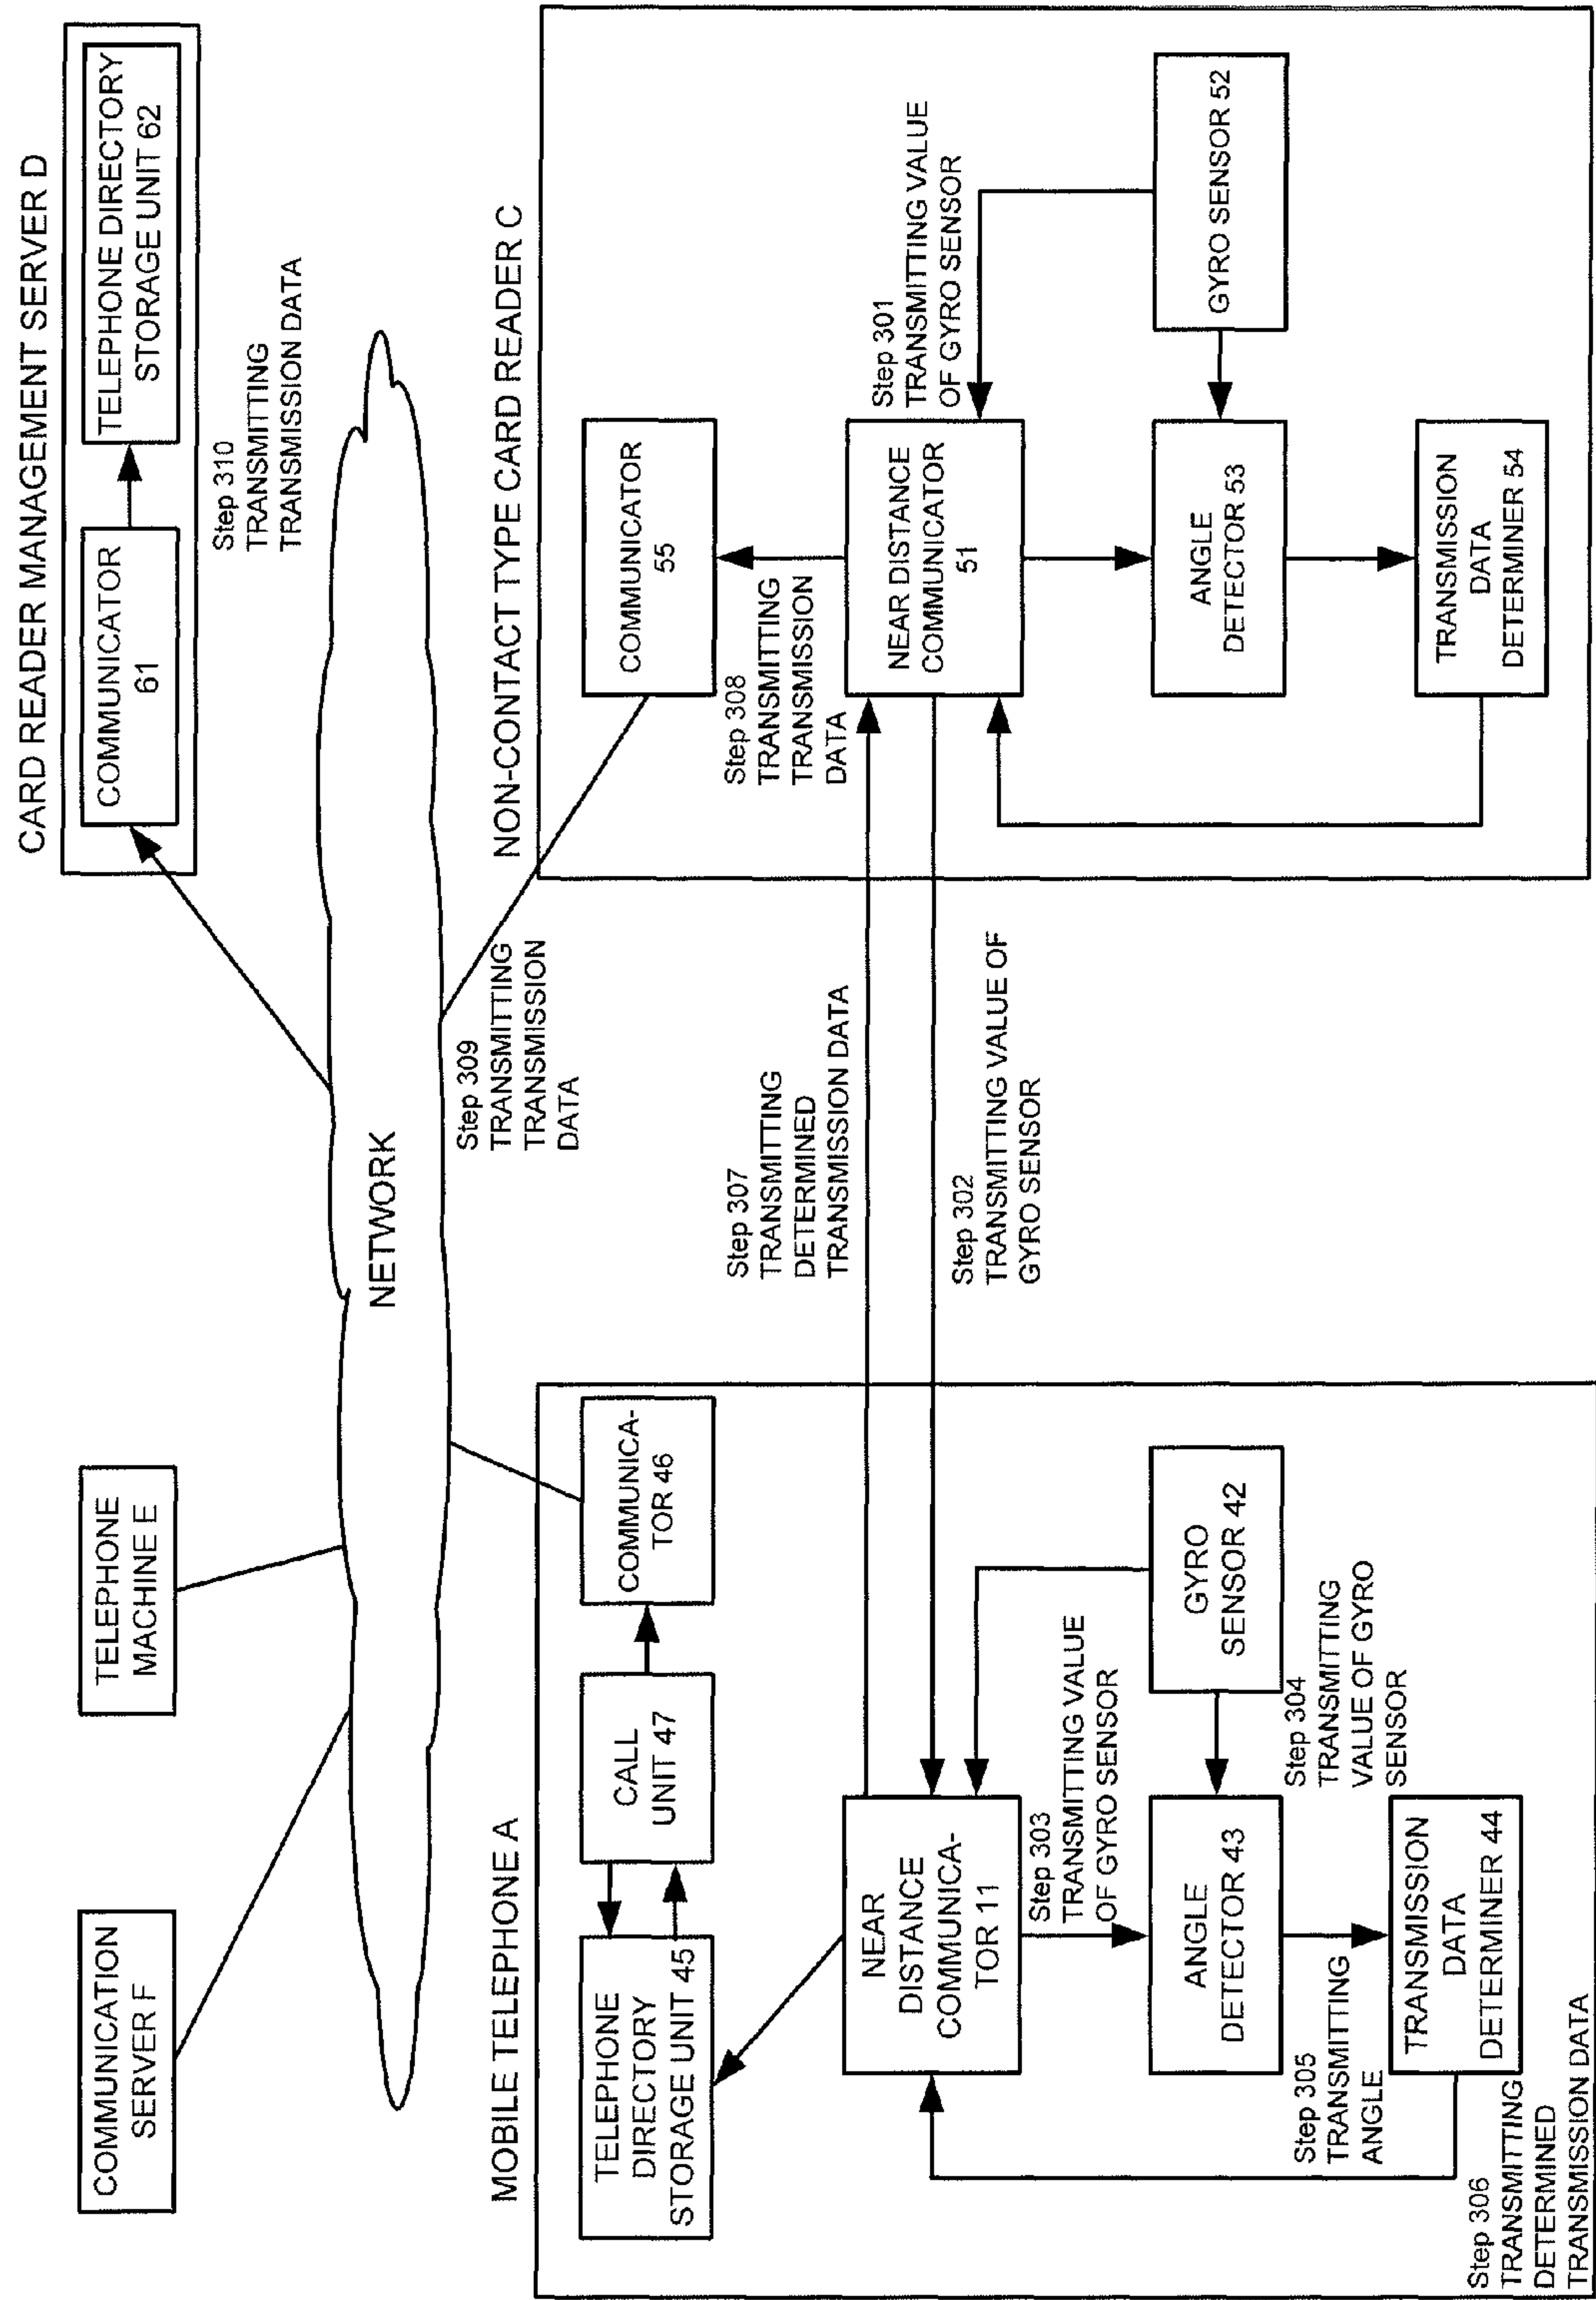 COMMUNICATION
SERVER F
TELEPHONE
MACHINE E
CARD READER MANAGEMENT SERVER D
COMMUNICATOR
61
TELEPHONE DIRECTORY
STORAGE UNIT 62
Step 310
TRANSMITTING
TRANSMISSION DATA
NETWORK
Step 309
TRANSMITTING
TRANSMISSION
DATA
MOBILE TELEPHONE A
TELEPHONE
DIRECTORY
STORAGE UNIT 45
CALL
UNIT 47
COMMUNICA-
TOR 46
NEAR
DISTANCE
COMMUNICA-
TOR 11
Step 303
TRANSMITTING VALUE
OF GYRO SENSOR
GYRO
SENSOR 42
ANGLE
DETECTOR 43
Step 304
TRANSMITTING
VALUE OF GYRO
SENSOR
Step 305
TRANSMITTING
ANGLE
TRANSMISSION
DATA
DETERMINER 44
Step 306
TRANSMITTING
DETERMINED
TRANSMISSION DATA
Step 307
TRANSMITTING
DETERMINED
TRANSMISSION DATA
Step 302
TRANSMITTING VALUE OF
GYRO SENSOR
NON-CONTACT TYPE CARD READER C
COMMUNICATOR
55
Step 308
TRANSMITTING
TRANSMISSION
DATA
NEAR DISTANCE
COMMUNICATOR
51
Step 301
TRANSMITTING VALUE
OF GYRO SENSOR
GYRO SENSOR 52
ANGLE
DETECTOR 53
TRANSMISSION
DATA
DETERMINER 54